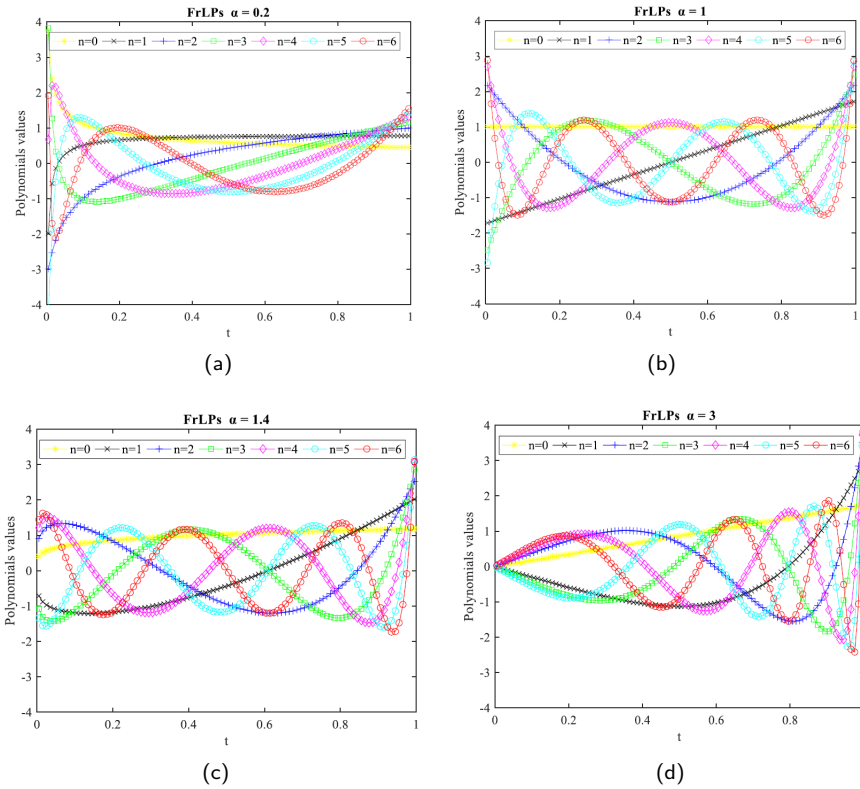 FrLPs α = 0.2
n=0 n=1 n=2 n=3 n=4 n=5 n=6
4
3
2
1
0
-1
-2
-3
-4
Polynomials values
0 0.2 0.4 0.6 0.8 1
t
(a)
FrLPs α = 1
n=0 n=1 n=2 n=3 n=4 n=5 n=6
4
3
2
1
0
-1
-2
-3
-4
Polynomials values
0 0.2 0.4 0.6 0.8 1
t
(b)
FrLPs α = 1.4
n=0 n=1 n=2 n=3 n=4 n=5 n=6
4
3
2
1
0
-1
-2
-3
-4
Polynomials values
0 0.2 0.4 0.6 0.8 1
t
(c)
FrLPs α = 3
n=0 n=1 n=2 n=3 n=4 n=5 n=6
4
3
2
1
0
-1
-2
-3
-4
Polynomials values
0 0.2 0.4 0.6 0.8
t
(d)